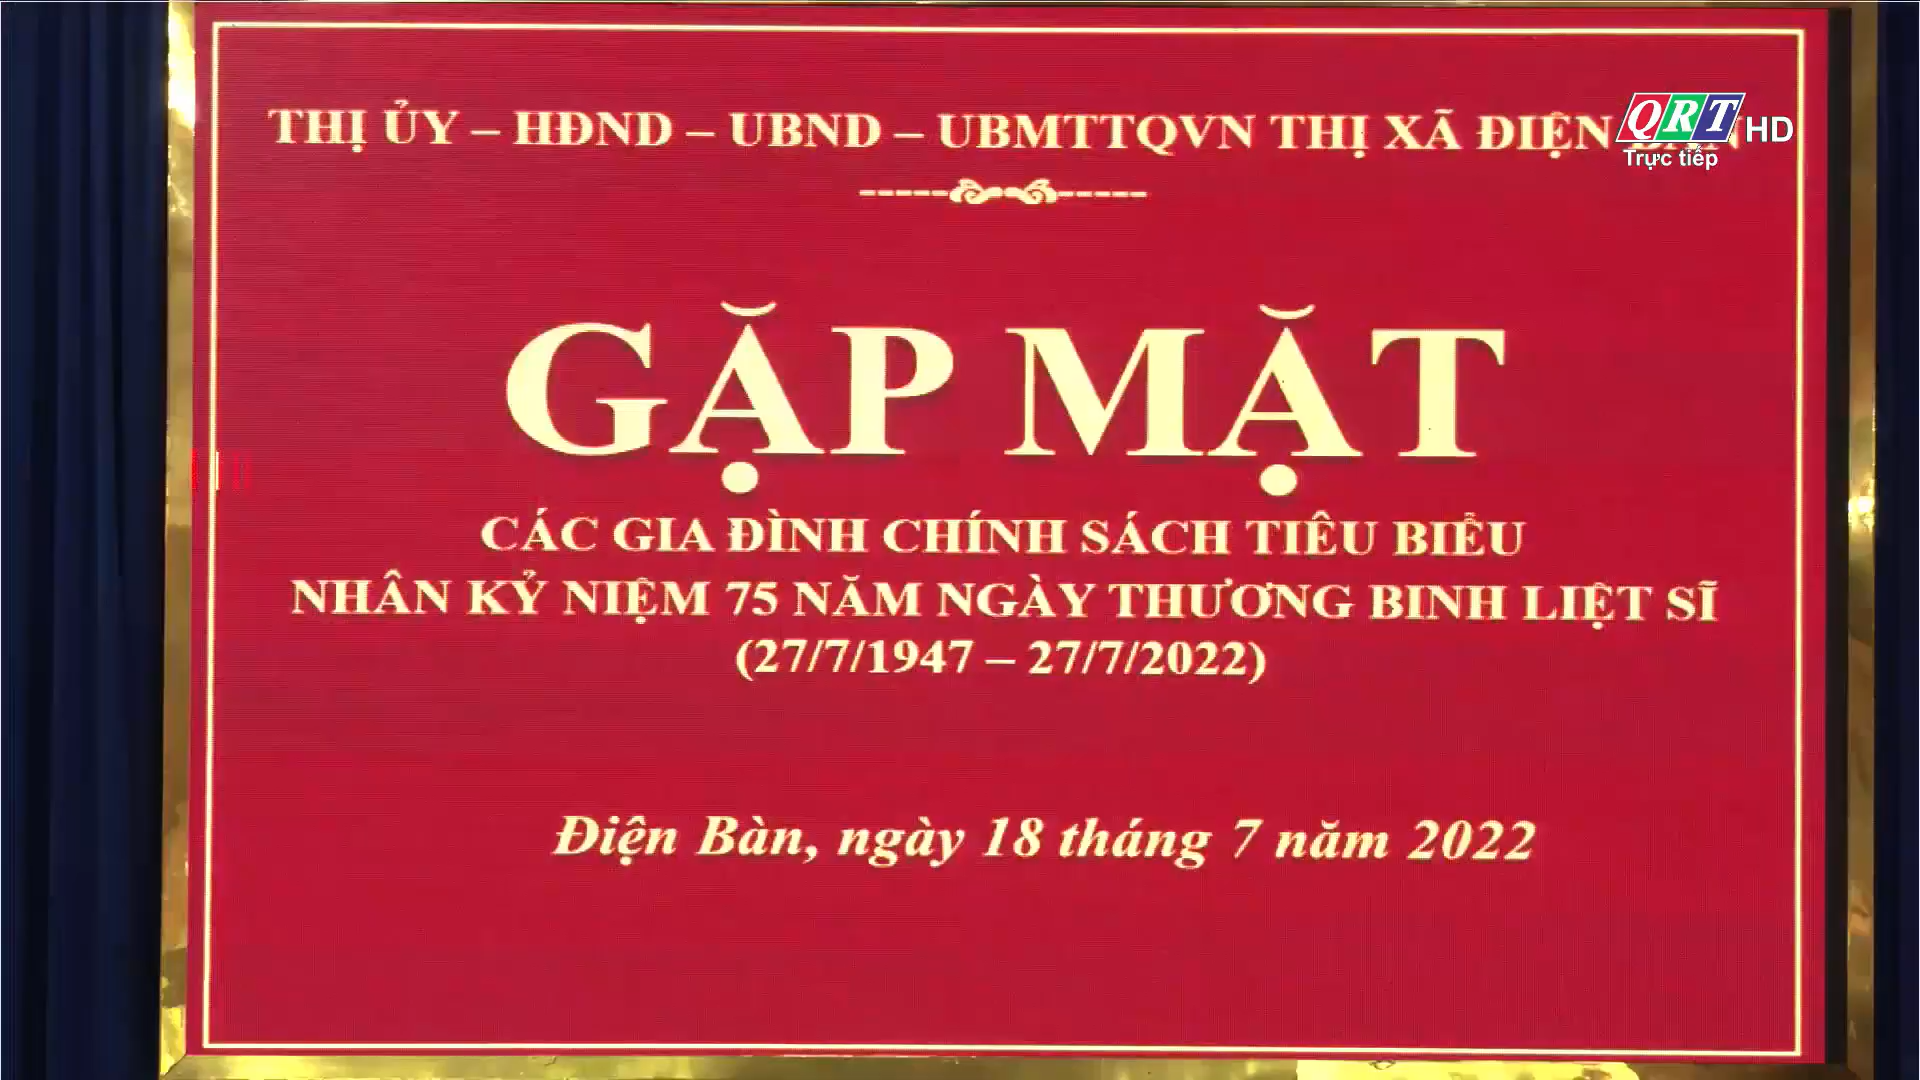 THỊ ỦY – HĐND – UBND – UBMTTQVN THỊ XÃ ĐIỆN
QRT HD
Trực tiếp
GẶP MẶT
CÁC GIA ĐÌNH CHÍNH SÁCH TIÊU BIỂU
NHÂN KỶ NIỆM 75 NĂM NGÀY THƯƠNG BINH LIỆT SĨ
(27/7/1947 – 27/7/2022)
Điện Bàn, ngày 18 tháng 7 năm 2022